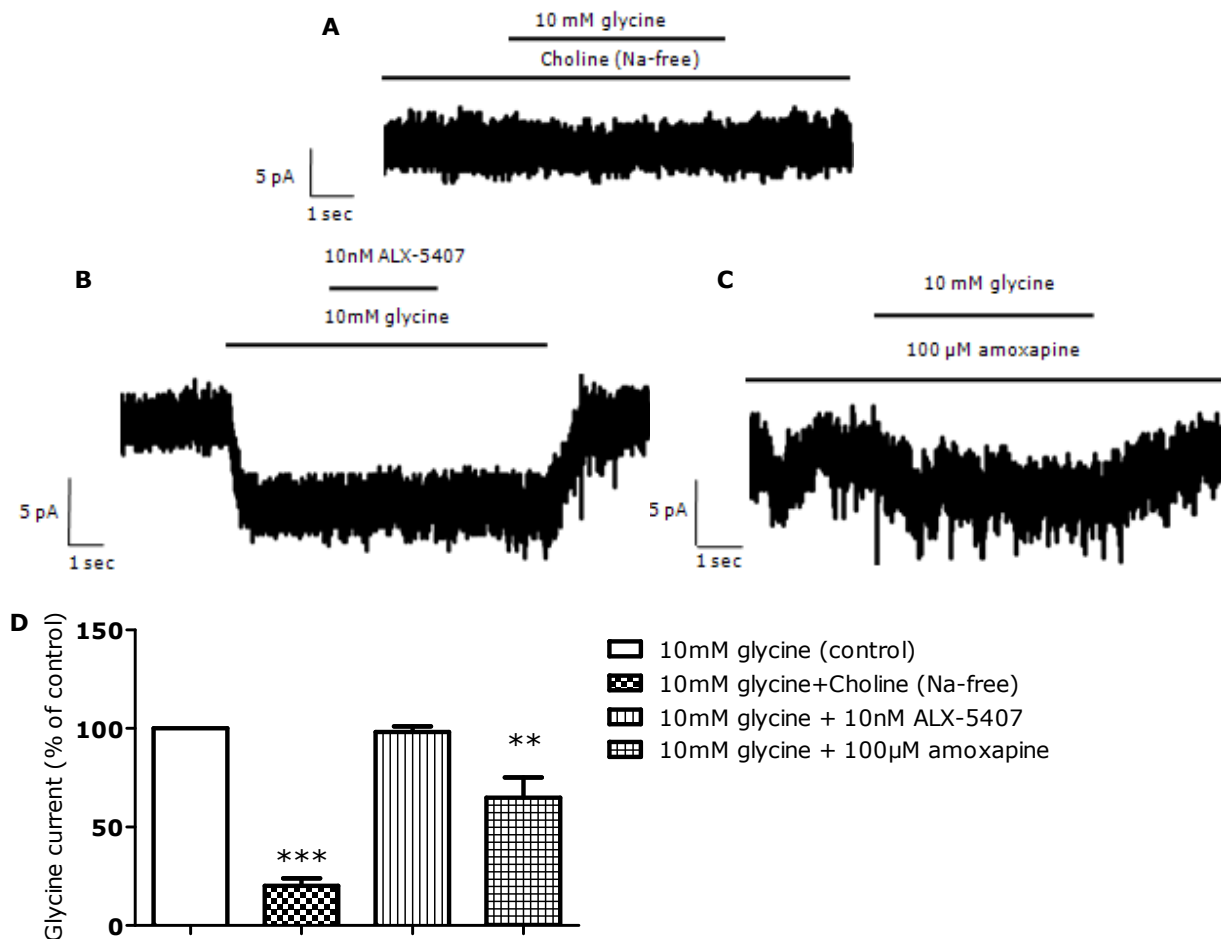 A
10 mM glycine
Choline (Na-free)
5 pA
1 sec
B
10nM ALX-5407
10mM glycine
5 pA
1 sec
C
10 mM glycine
100 µM amoxapine
5 pA
1 sec
D
Glycine current (% of control)
150
100
50
0
***
**
10mM glycine (control)
10mM glycine+Choline (Na-free)
10mM glycine + 10nM ALX-5407
10mM glycine + 100µM amoxapine